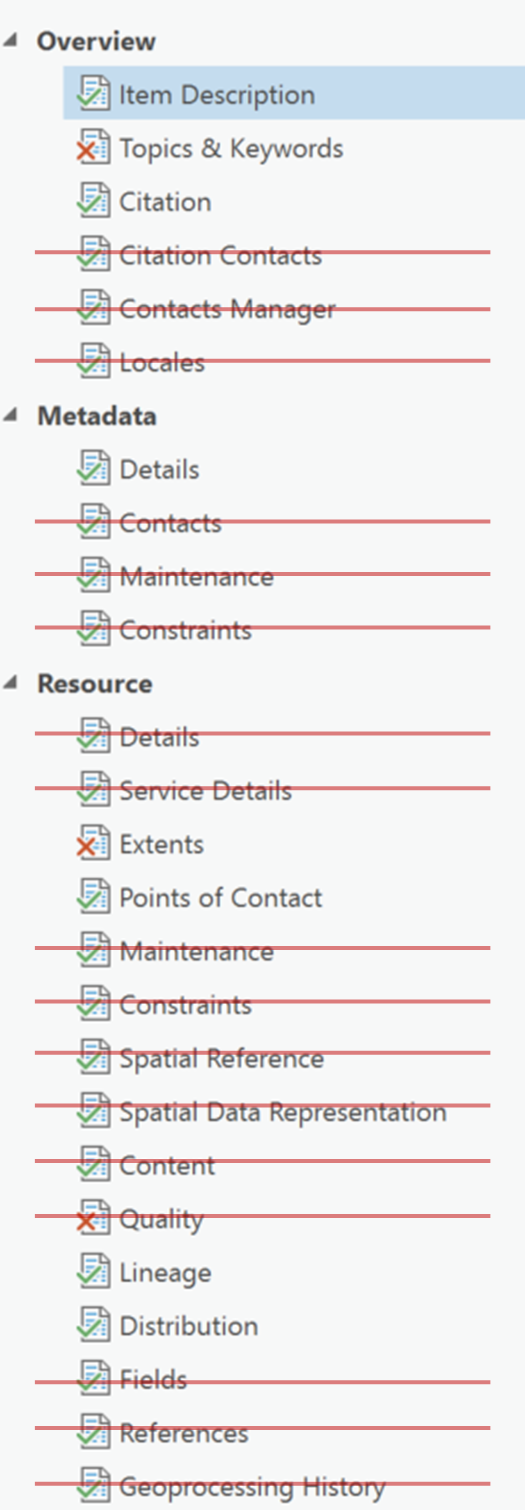 Overview
Item Description
Topics & Keywords
Citation
Citation Contacts
Contacts Manager
Locales
Metadata
Details
Contacts
Maintenance
Constraints
Resource
Details
Service Details
Extents
Points of Contact
Maintenance
Constraints
Spatial Reference
Spatial Data Representation
Content
Quality
Lineage
Distribution
Fields
References
Geoprocessing History